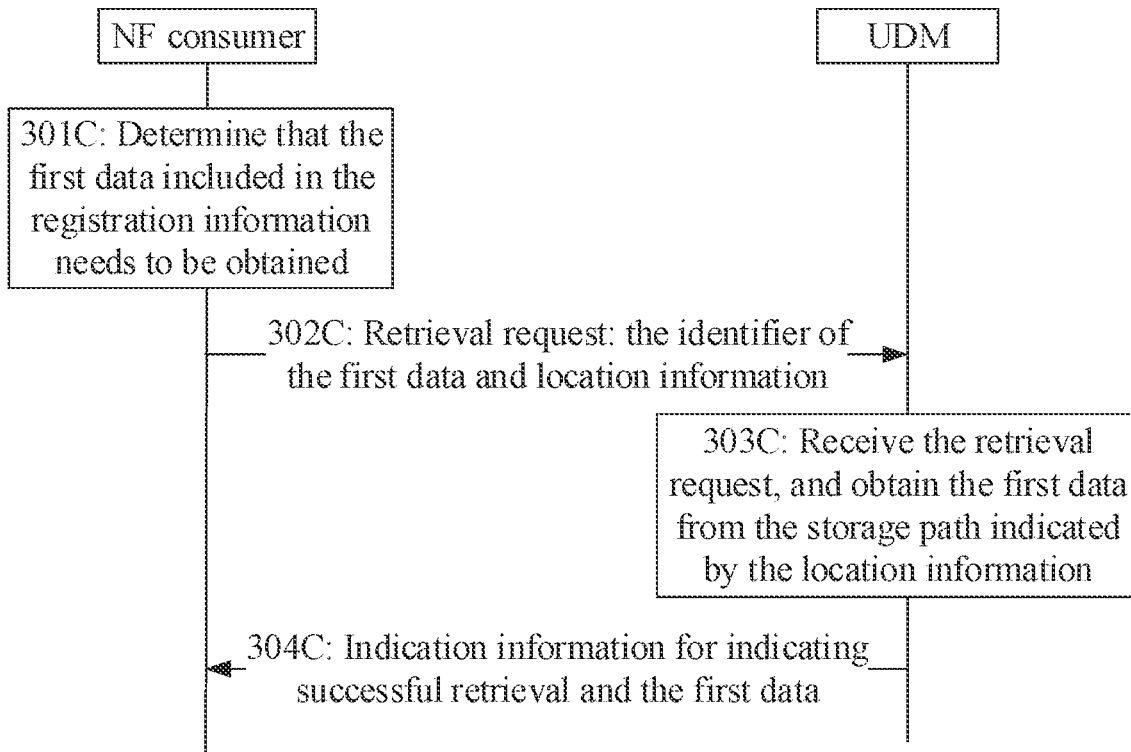 NF consumer
UDM
301C: Determine that the
first data included in the
registration information
needs to be obtained
302C: Retrieval request: the identifier of
the first data and location information
303C: Receive the retrieval
request, and obtain the first data
from the storage path indicated
by the location information
304C: Indication information for indicating
successful retrieval and the first data